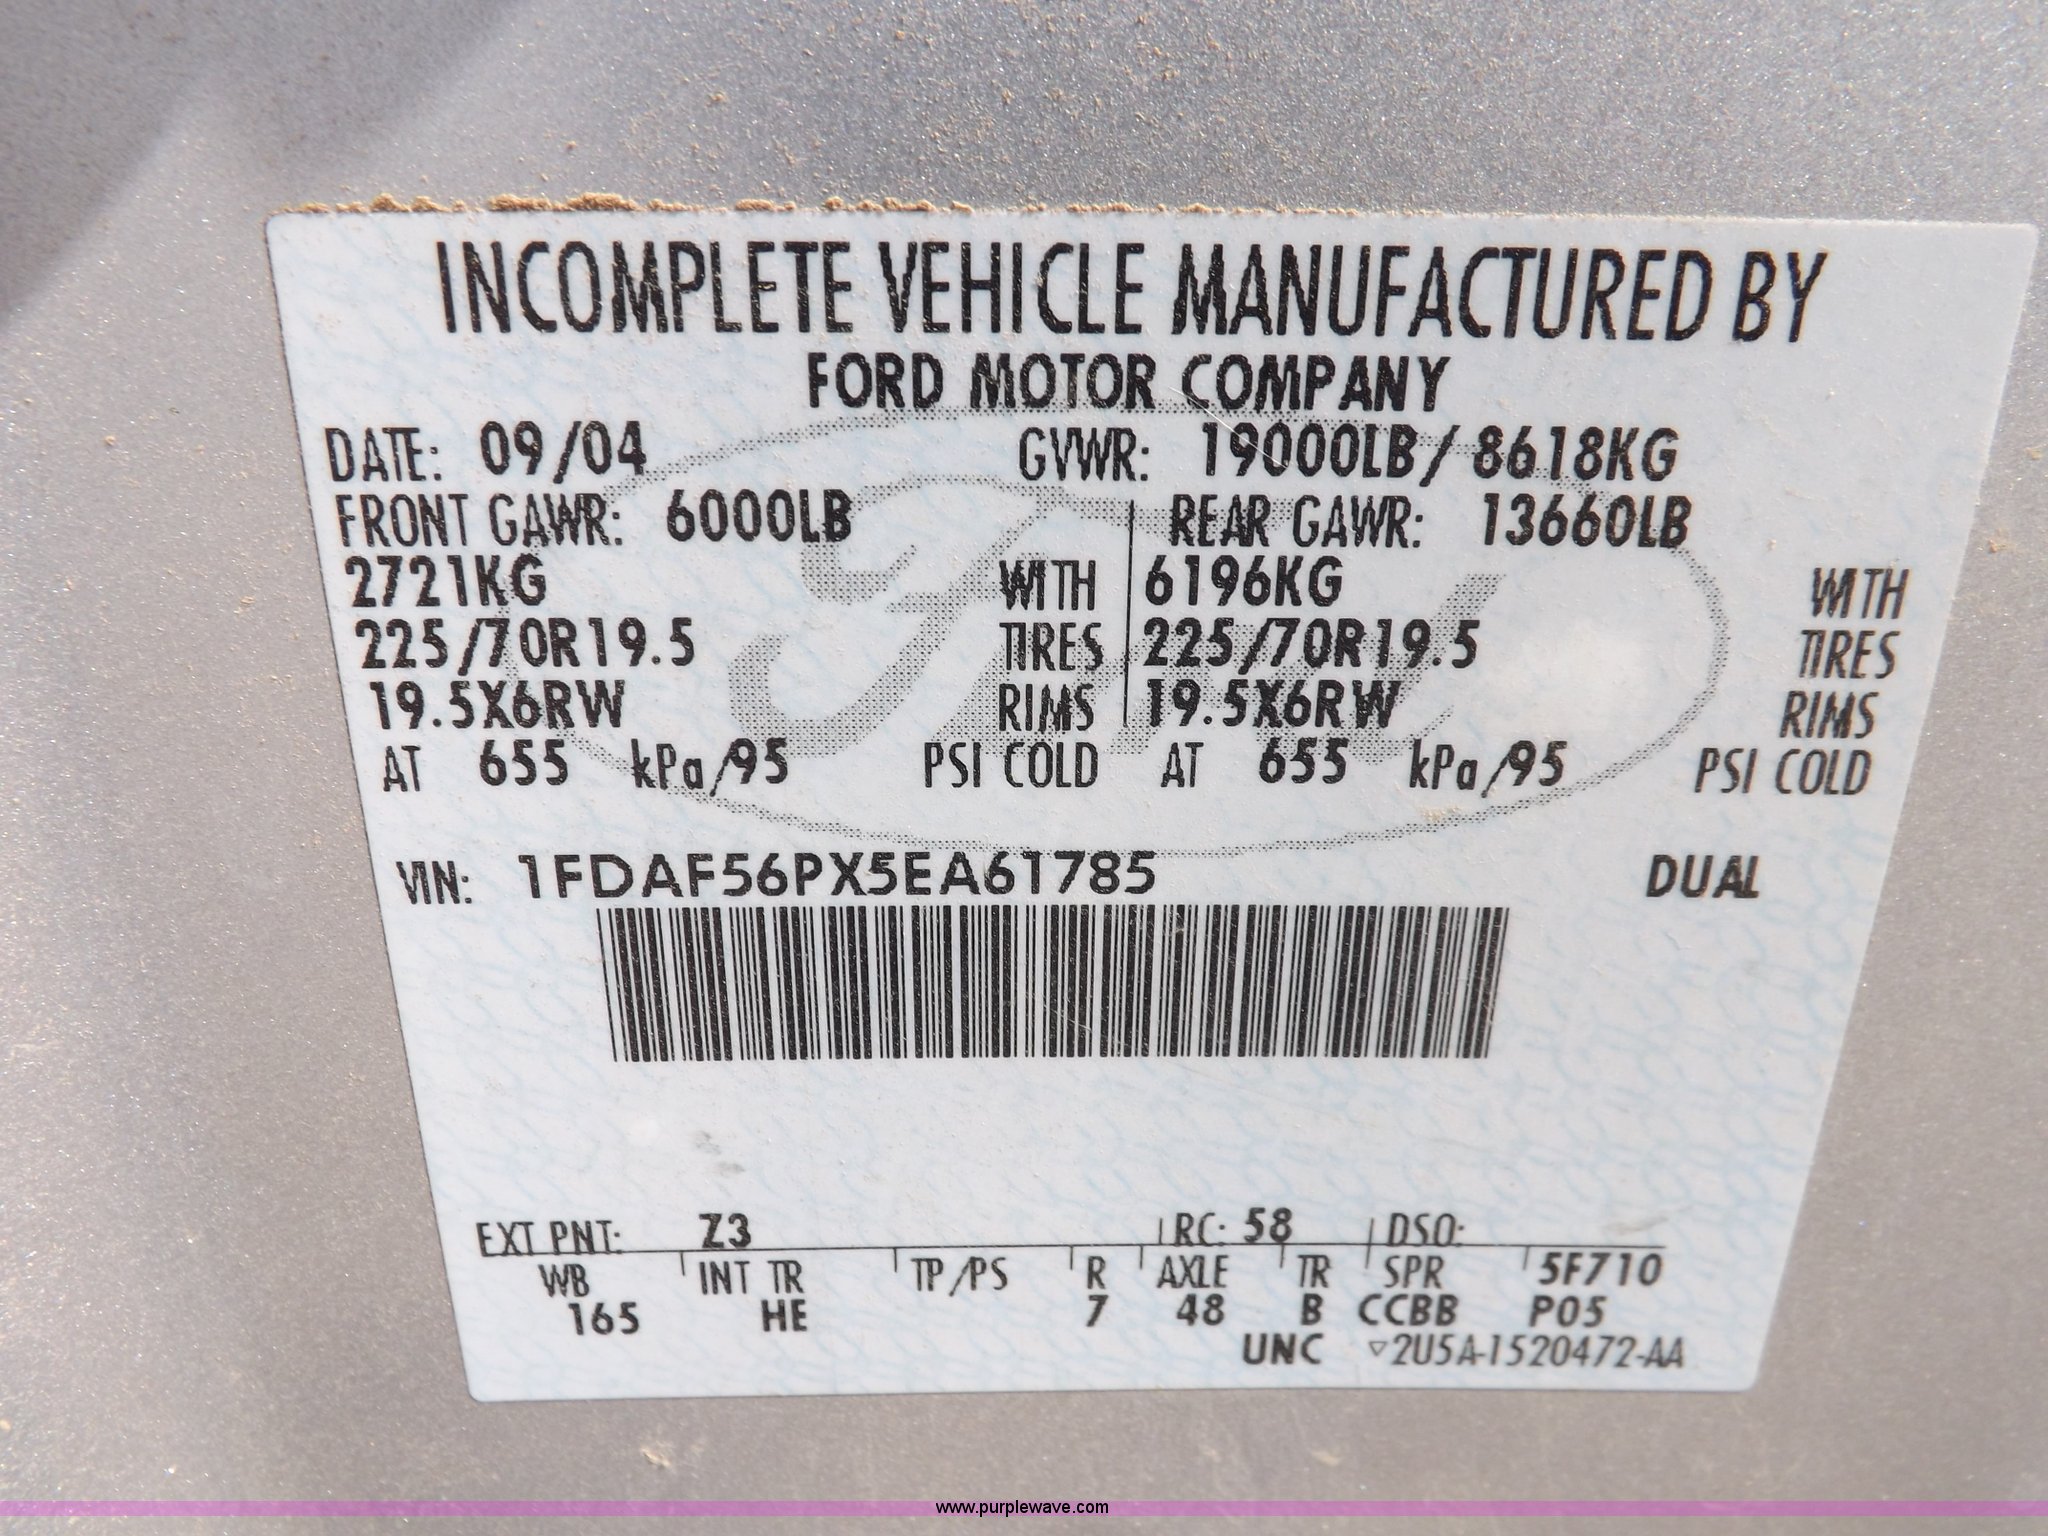 INCOMPLETE VEHICLE MANUFACTURED BY
FORD MOTOR COMPANY
DATE: 09/04 GVWR: 19000LB/ 8618KG
FRONT GAWR: 6000LB REAR GAWR: 13660LB
2721KG WITH 6196KG WITH
225/70R19.5 TIRES 225/70R19.5 TIRES
19.5X6RW RIMS 19.5X6RW RIMS
AT 655 kPa/95 PSI COLD AT 655 kPa/95 PSI COLD
VIN: 1FDAF56PX5EA61785 DUAL
EXT PNT: Z3 RC: 58 DSO:
WB INT TR TP/PS R AXLE TR SPR 5F710
165 HE 7 48 B CCBB P05
UNC ▽2U5A-1520472-AA
www.purplewave.com